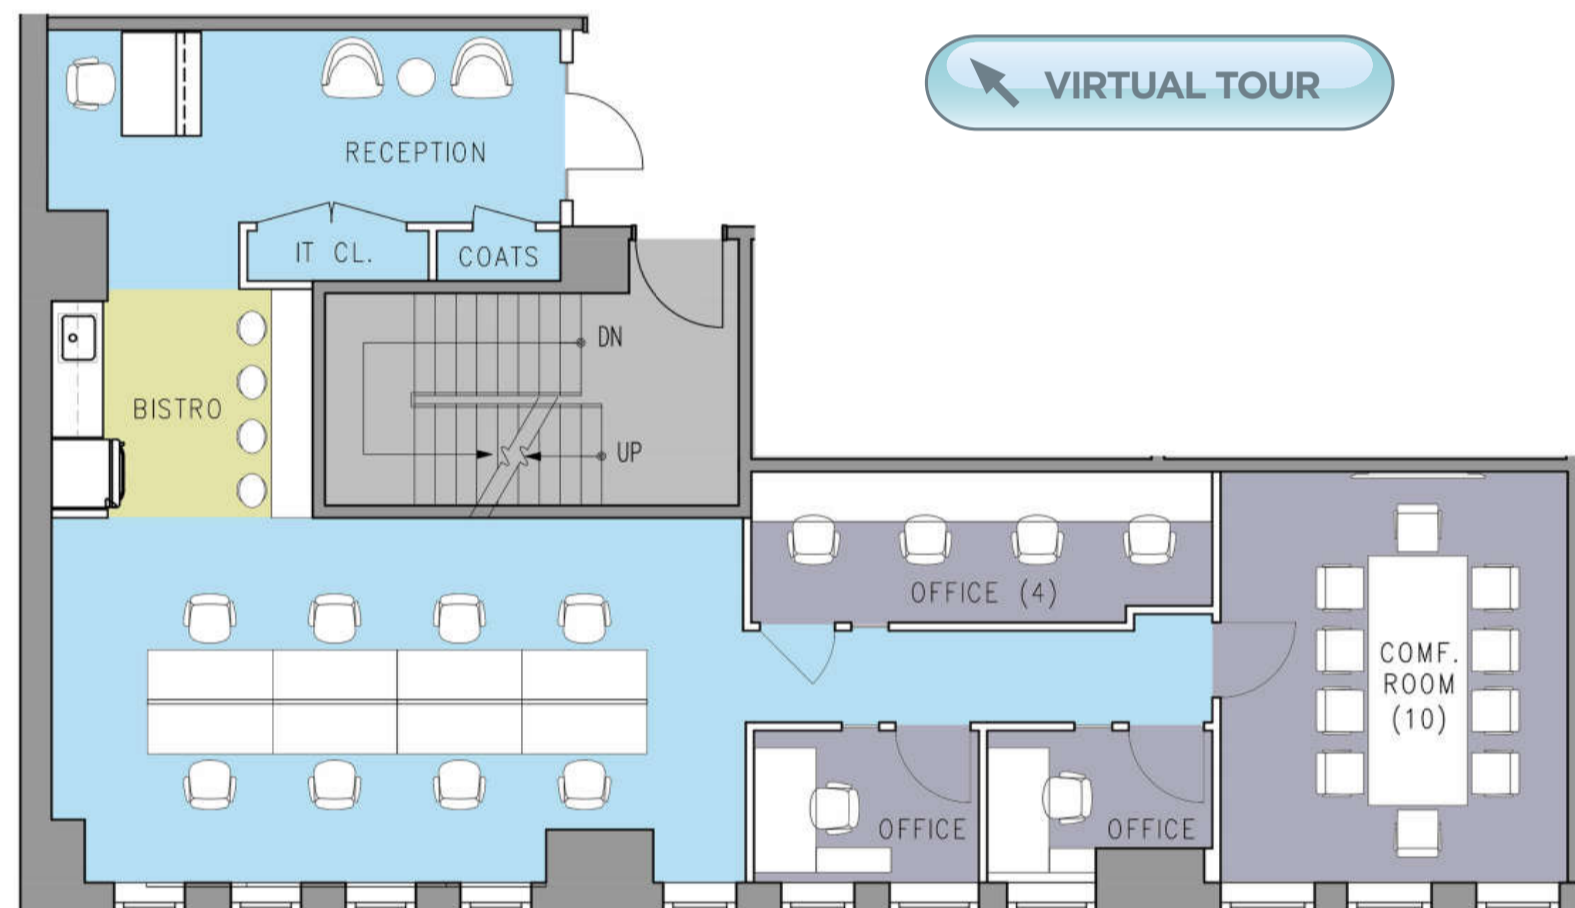 VIRTUAL TOUR
RECEPTION
IT CL.
COATS
DN
BISTRO
UP
OFFICE (4)
COMF.
ROOM
(10)
OFFICE
OFFICE